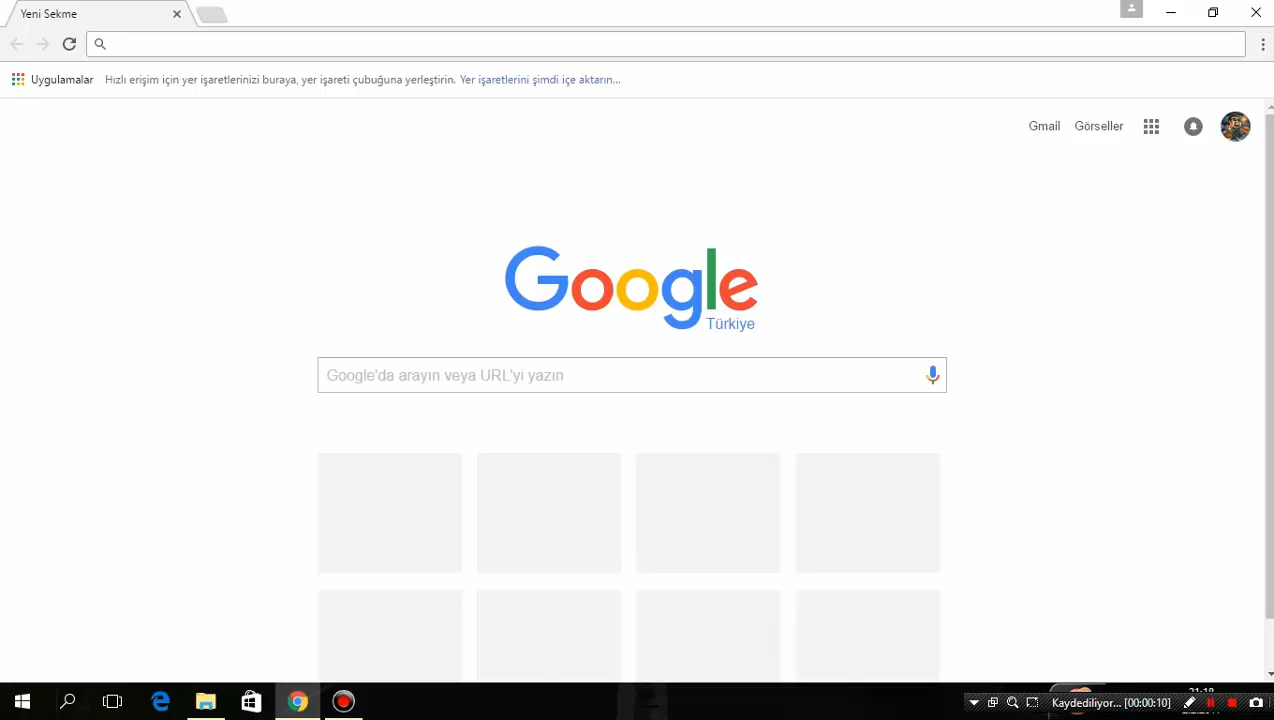 Yeni Sekme
Uygulamalar Hızlı erişim için yer işaretlerinizi buraya, yer işareti çubuğuna yerleştirin. Yer işaretlerini şimdi içe aktarın...
Gmail Görseller
Google
Türkiye
Google'da arayın veya URL'yi yazın
Kaydediliyor... [00:00:10]